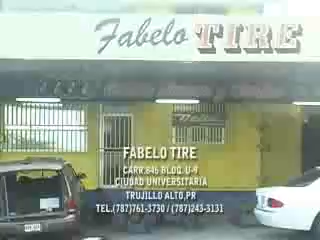 Fabelo TIRE
FABELO TIRE
CARR.846 BLOQ. U-9
CIUDAD UNIVERSITARIA
TRUJILLO ALTO,PR
TEL.(787)761-3730 / (787)243-3131